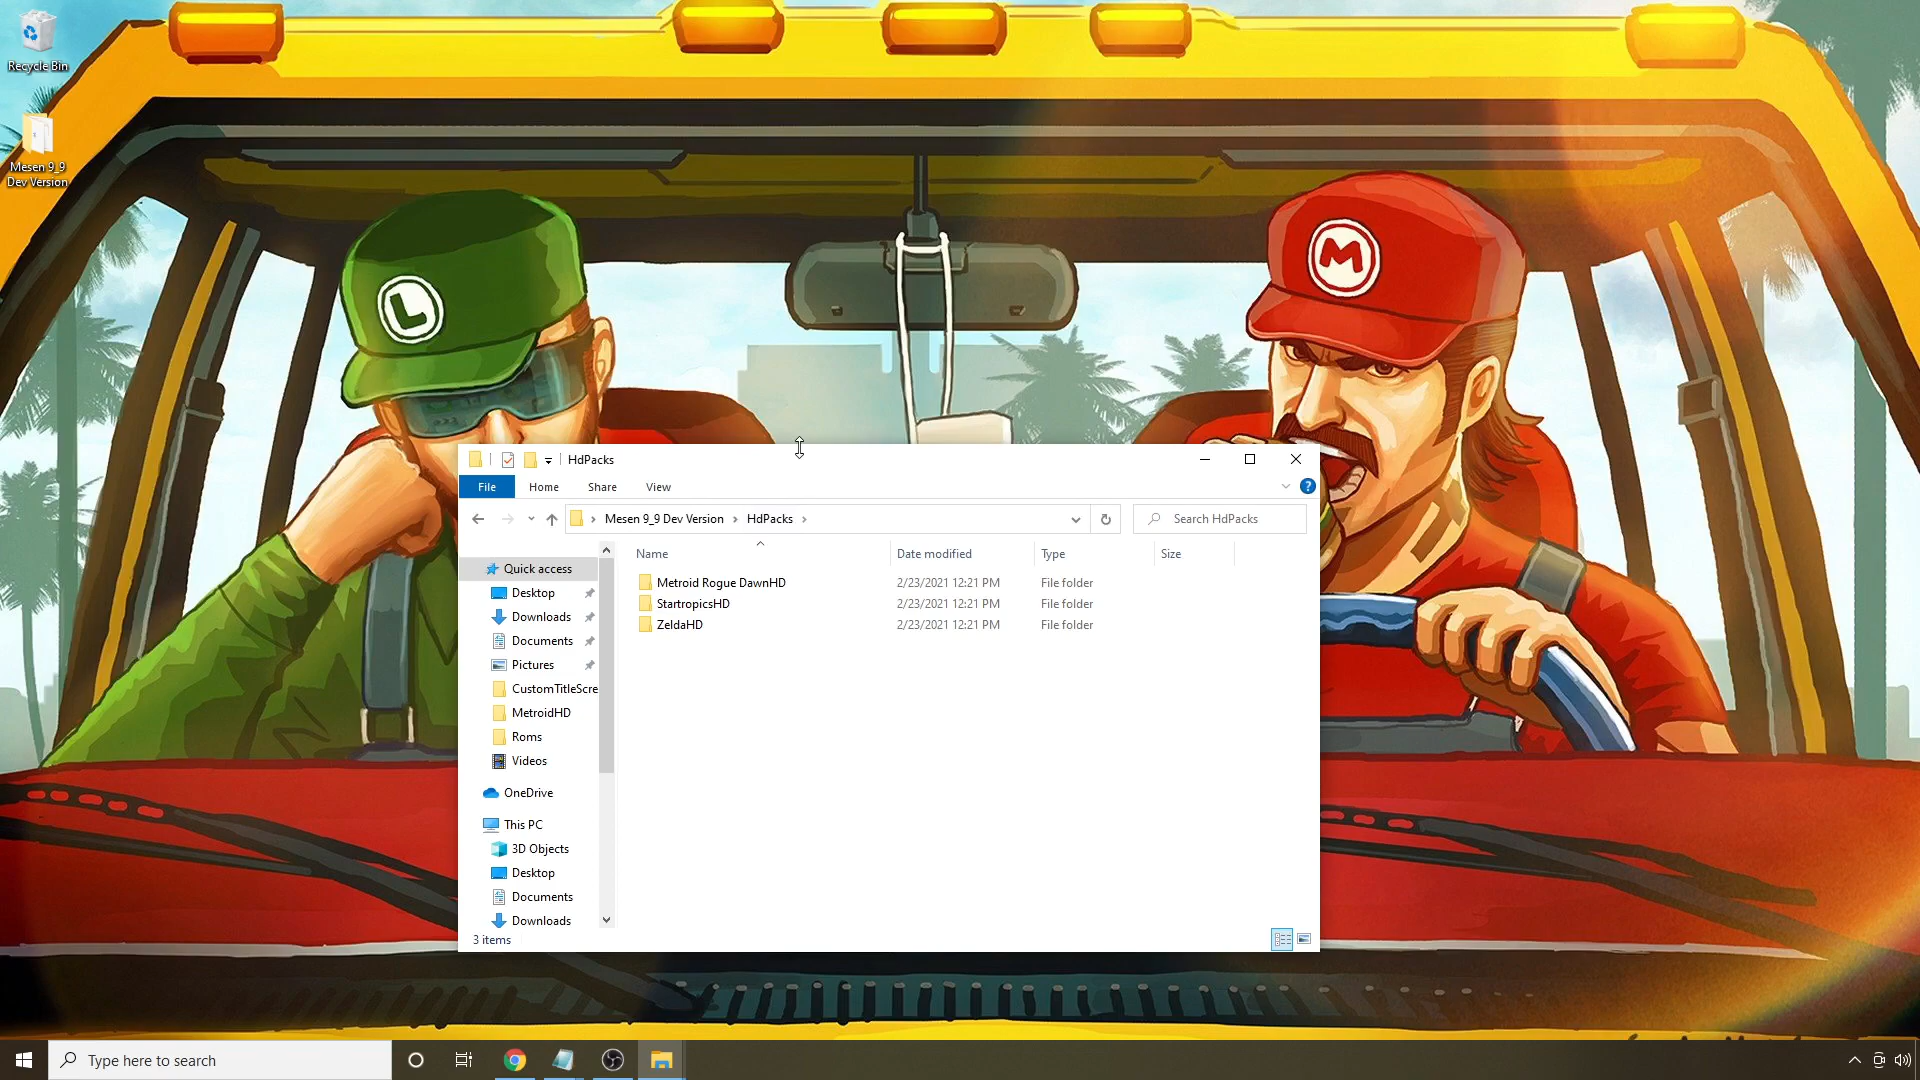 Recycle Bin
Mesen 9_9
Dev Version
L
M
HdPacks
File
Home
Share
View
Mesen 9_9 Dev Version
HdPacks
Search HdPacks
Name
Date modified
Type
Size
Metroid Rogue DawnHD
2/23/2021 12:21 PM
File folder
StartropicsHD
2/23/2021 12:21 PM
File folder
ZeldaHD
2/23/2021 12:21 PM
File folder
Quick access
Desktop
Downloads
Documents
Pictures
CustomTitleScre
MetroidHD
Roms
Videos
OneDrive
This PC
3D Objects
Desktop
Documents
Downloads
3 items
Type here to search